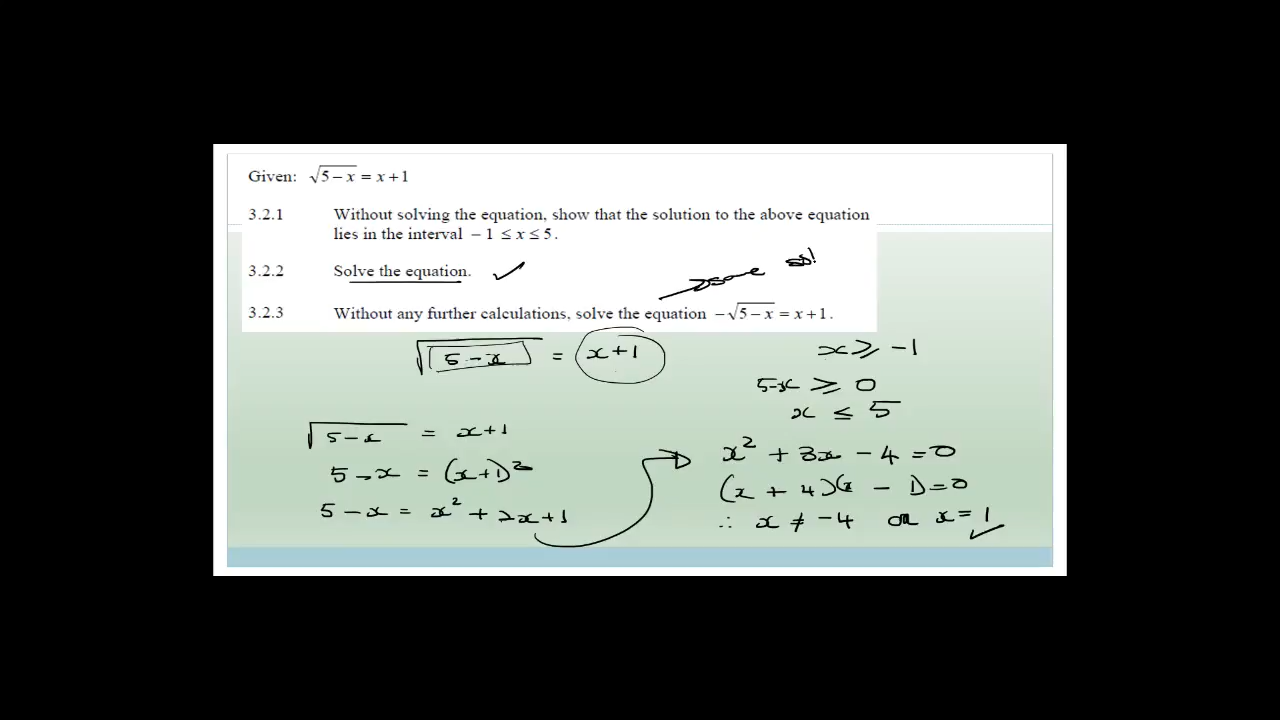 Given: √5−x = x+1
3.2.1 Without solving the equation, show that the solution to the above equation
lies in the interval −1 ≤ x ≤ 5.
3.2.2 Solve the equation.
same
3.2.3 Without any further calculations, solve the equation −√5−x = x+1.
√5−x = x+1
x ≥ −1
5−x ≥ 0
x ≤ 5
√5−x = x+1
5−x = (x+1)²
5−x = x² + 2x+1
x² + 3x − 4 = 0
(x + 4)(x − 1) = 0
∴ x ≠ −4 or x = 1